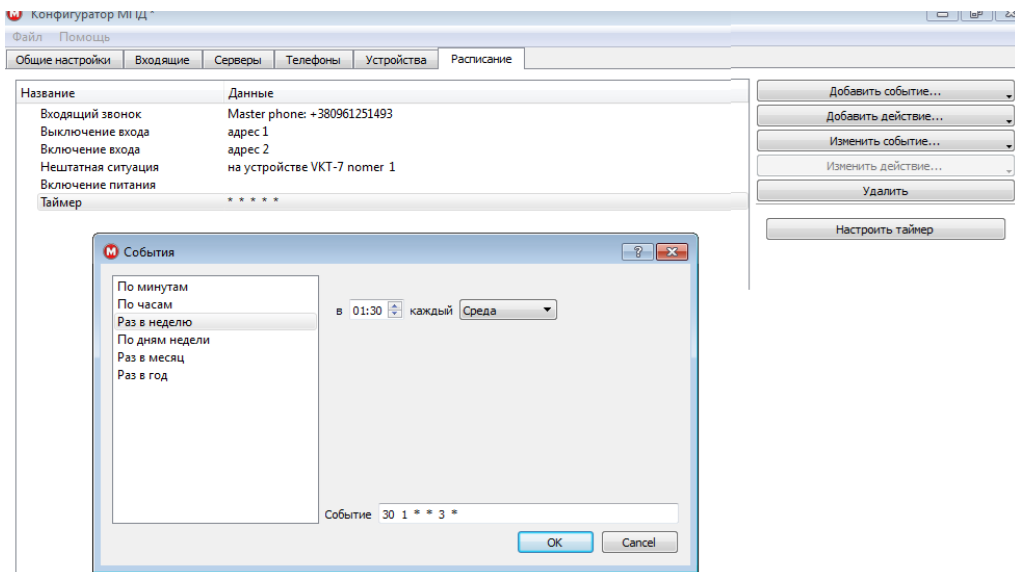 Конфигуратор МПД *
Файл Помощь
Общие настройки Входящие Серверы Телефоны Устройства Расписание
Название Данные
Входящий звонок Master phone: +380961251493
Выключение входа адрес 1
Включение входа адрес 2
Нештатная ситуация на устройстве VKT-7 nomer 1
Включение питания
Таймер * * * * *
Добавить событие...
Добавить действие...
Изменить событие...
Изменить действие...
Удалить
Настроить таймер
События
По минутам
По часам
Раз в неделю
По дням недели
Раз в месяц
Раз в год
в 01:30 каждый Среда
Событие 30 1 * * 3 *
OK Cancel